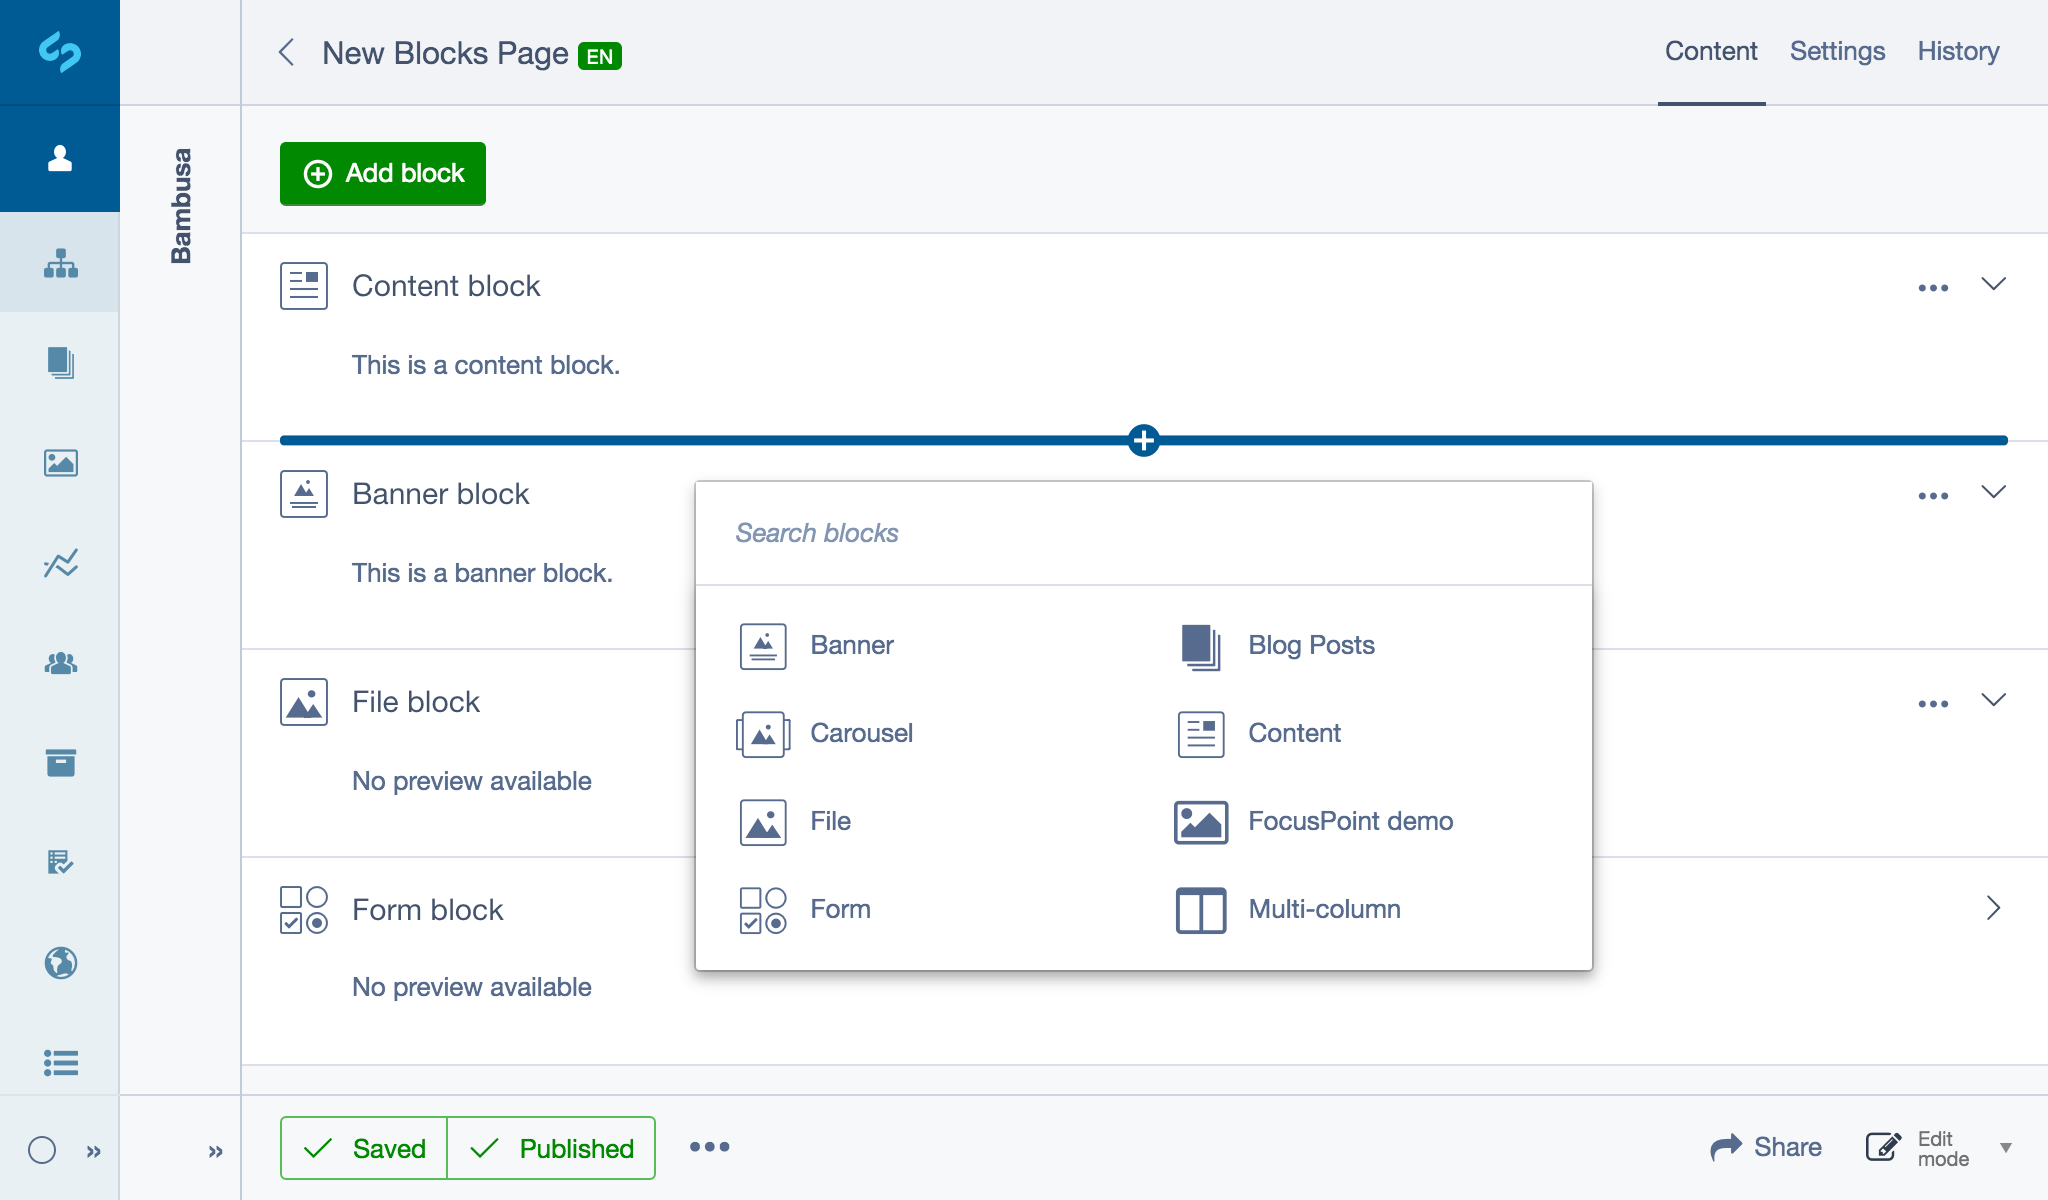 New Blocks Page EN
Content Settings History
Bambusa
Add block
Content block
This is a content block.
Banner block
This is a banner block.
File block
No preview available
Form block
No preview available
Search blocks
Banner
Blog Posts
Carousel
Content
File
FocusPoint demo
Form
Multi-column
Saved
Published
Share
Edit
mode